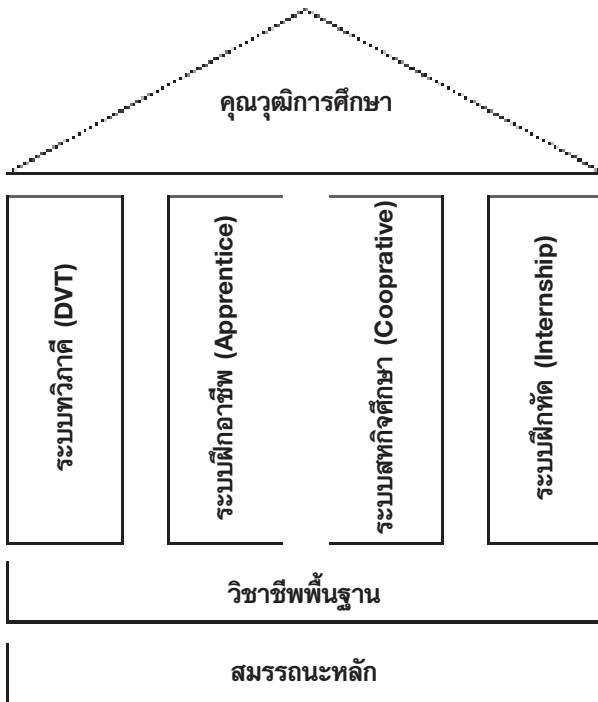 คุณวุฒิการศึกษา
ระบบทวิภาคี (DVT)
ระบบฝึกอาชีพ (Apprentice)
ระบบสหกิจศึกษา (Cooprative)
ระบบฝึกหัด (Internship)
วิชาชีพพื้นฐาน
สมรรถนะหลัก